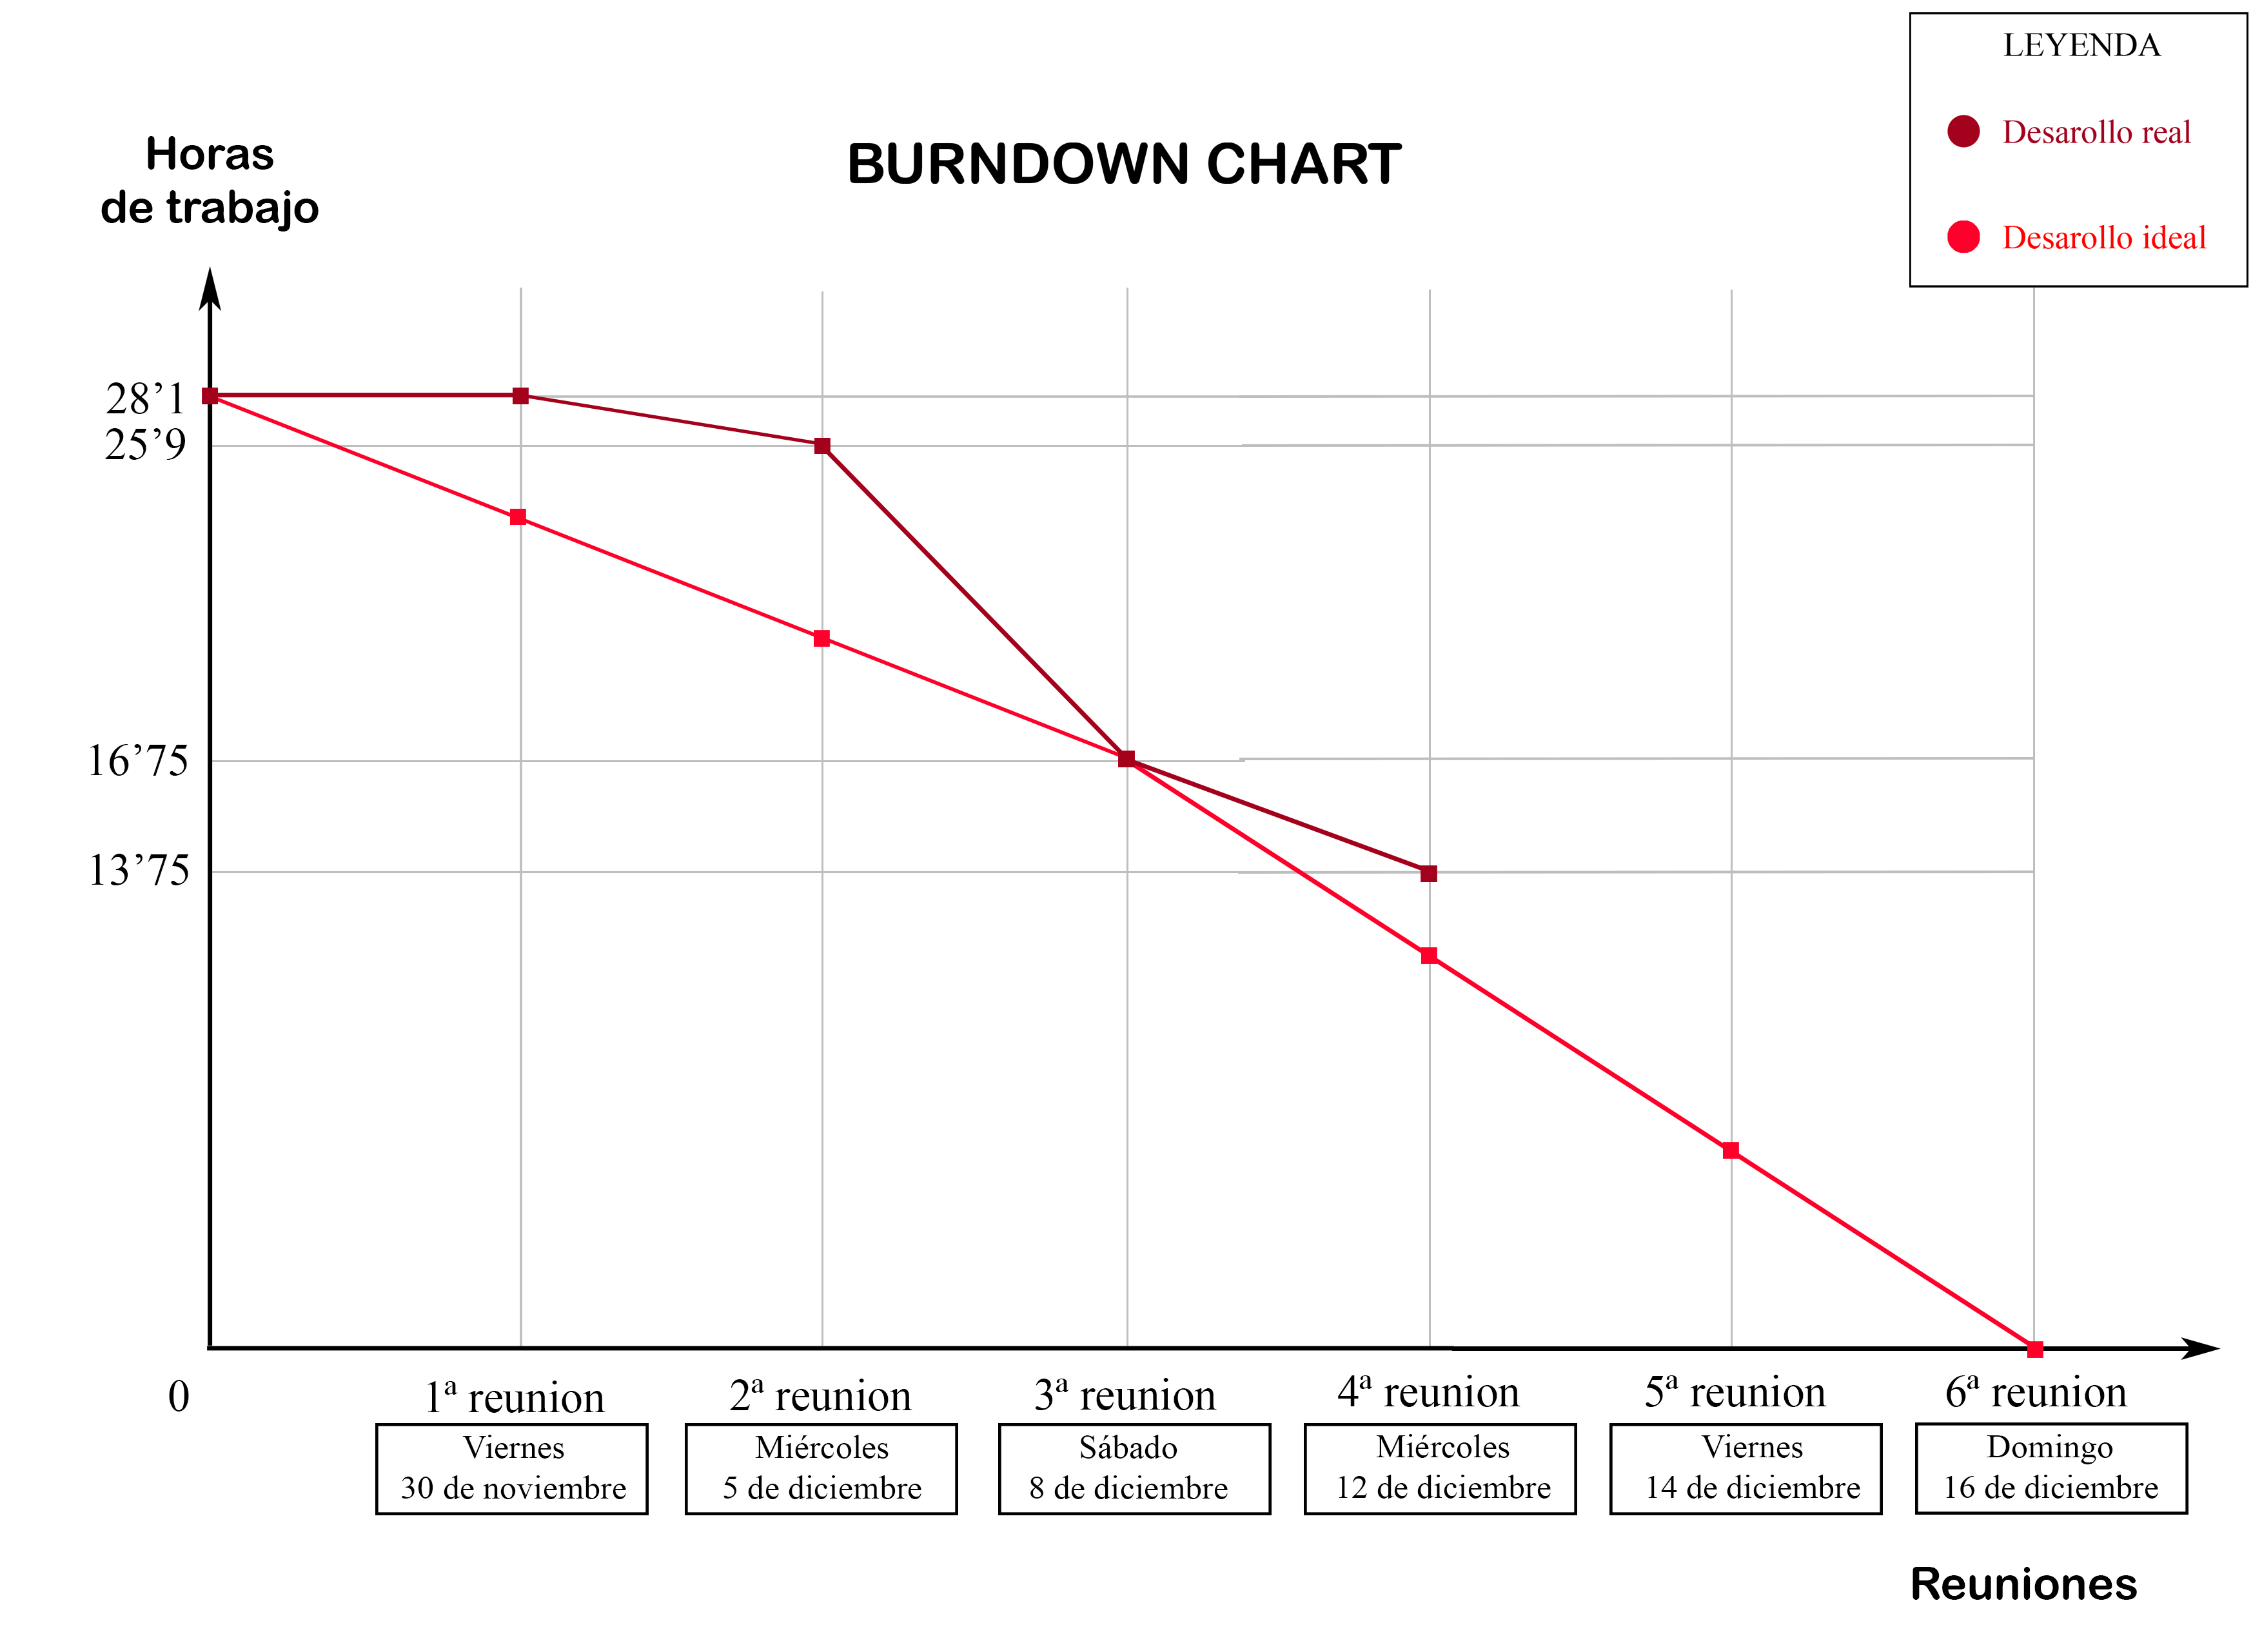 LEYENDA
Desarollo real
Desarollo ideal
BURNDOWN CHART
Horas
de trabajo
28’1
25’9
16’75
13’75
0
1ª reunion
2ª reunion
3ª reunion
4ª reunion
5ª reunion
6ª reunion
Viernes
30 de noviembre
Miércoles
5 de diciembre
Sábado
8 de diciembre
Miércoles
12 de diciembre
Viernes
14 de diciembre
Domingo
16 de diciembre
Reuniones